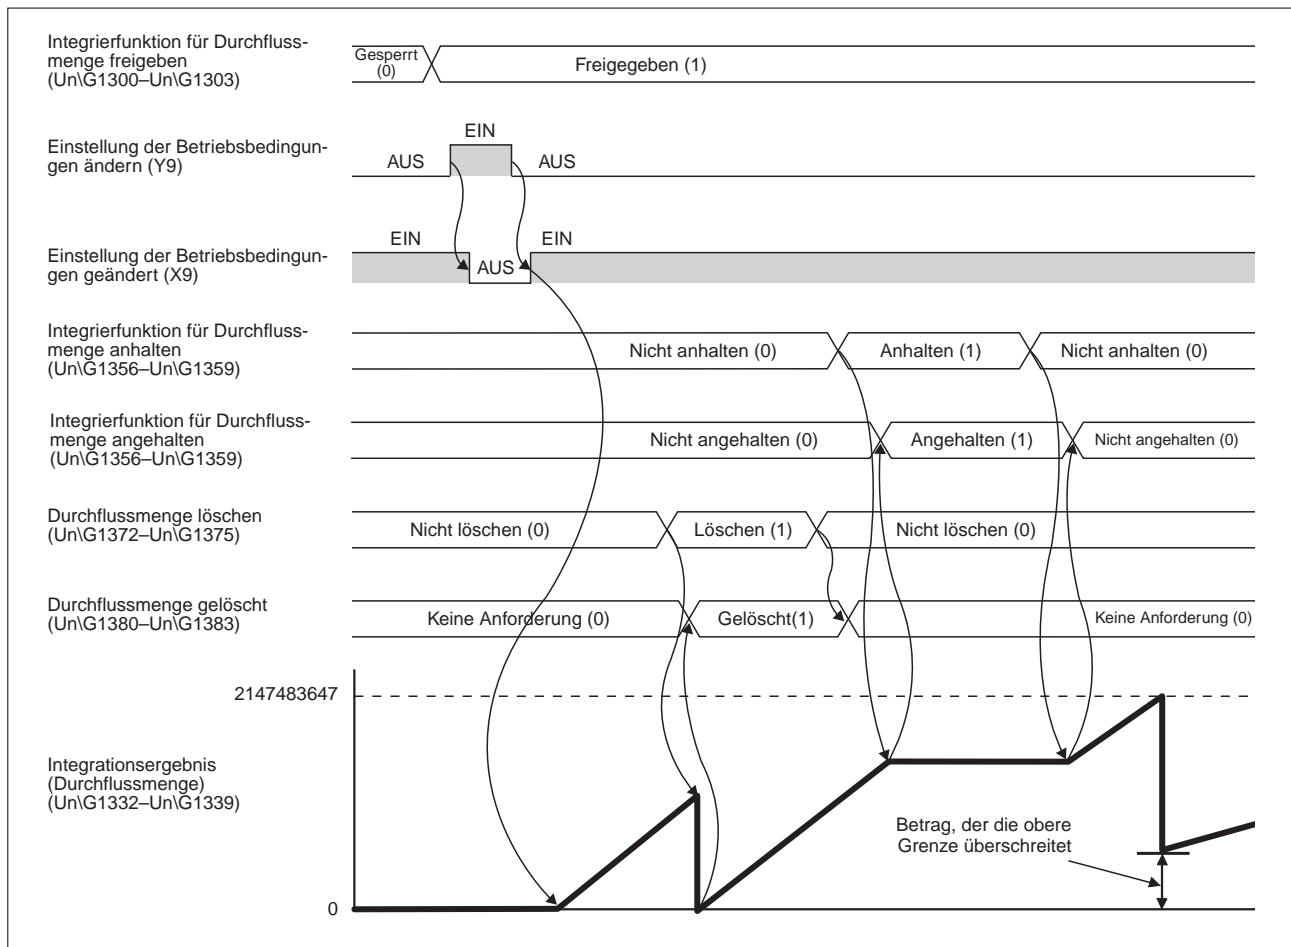 Integrierfunktion für Durchfluss-
menge freigeben
(Un\G1300–Un\G1303)
Gesperrt
(0)
Freigegeben (1)
Einstellung der Betriebsbedingun-
gen ändern (Y9)
AUS
EIN
AUS
Einstellung der Betriebsbedingun-
gen geändert (X9)
EIN
AUS
EIN
Integrierfunktion für Durchfluss-
menge anhalten
(Un\G1356–Un\G1359)
Nicht anhalten (0)
Anhalten (1)
Nicht anhalten (0)
Integrierfunktion für Durchfluss-
menge angehalten
(Un\G1356–Un\G1359)
Nicht angehalten (0)
Angehalten (1)
Nicht angehalten (0)
Durchflussmenge löschen
(Un\G1372–Un\G1375)
Nicht löschen (0)
Löschen (1)
Nicht löschen (0)
Durchflussmenge gelöscht
(Un\G1380–Un\G1383)
Keine Anforderung (0)
Gelöscht(1)
Keine Anforderung (0)
2147483647
Integrationsergebnis
(Durchflussmenge)
(Un\G1332–Un\G1339)
Betrag, der die obere
Grenze überschreitet
0